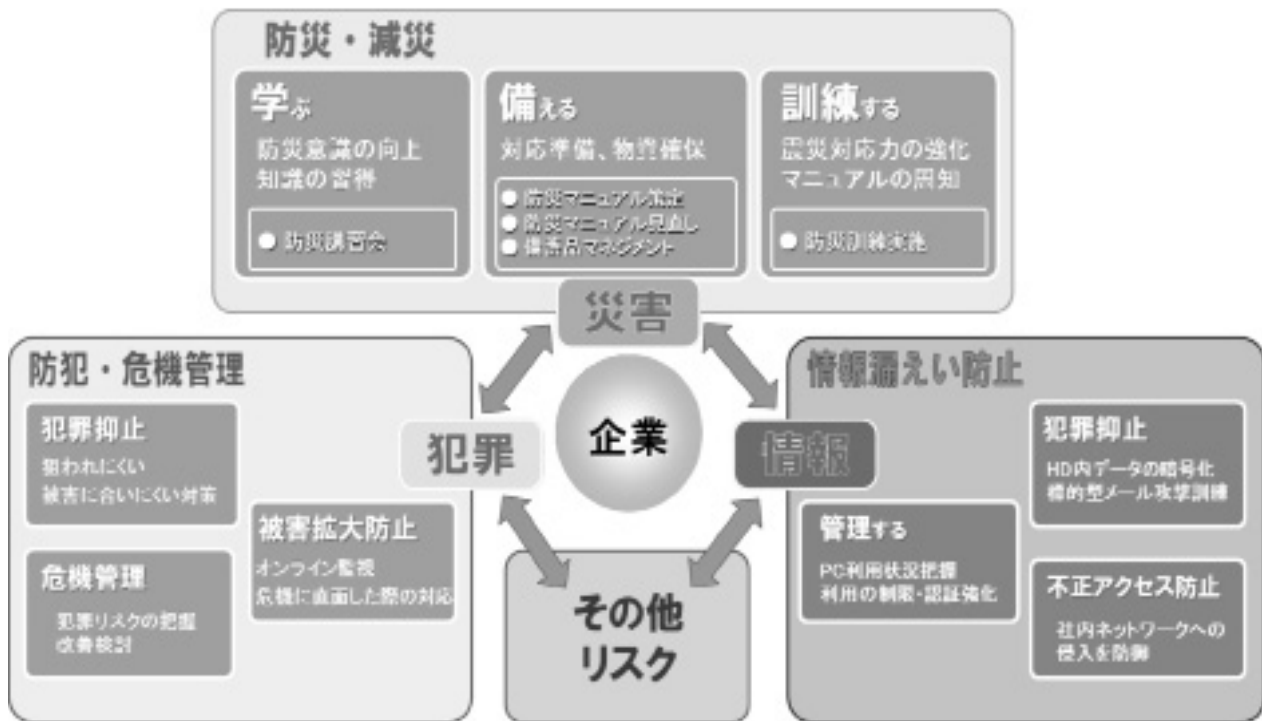 防災・減災
学ぶ
防災意識の向上
知識の習得
● 防災講習会
備える
対応準備、物資確保
● 防災マニュアル策定
● 防災マニュアル見直し
● 備蓄品マネジメント
訓練する
震災対応力の強化
マニュアルの周知
● 防災訓練実施
災害
企業
犯罪
情報
その他
リスク
防犯・危機管理
犯罪抑止
狙われにくい
被害に合いにくい対策
危機管理
犯罪リスクの把握
改善検討
被害拡大防止
オンライン監視
危機に直面した際の対応
情報漏えい防止
管理する
PC利用状況把握
利用の制限・認証強化
犯罪抑止
HD内データの暗号化
標的型メール攻撃訓練
不正アクセス防止
社内ネットワークへの
侵入を防御